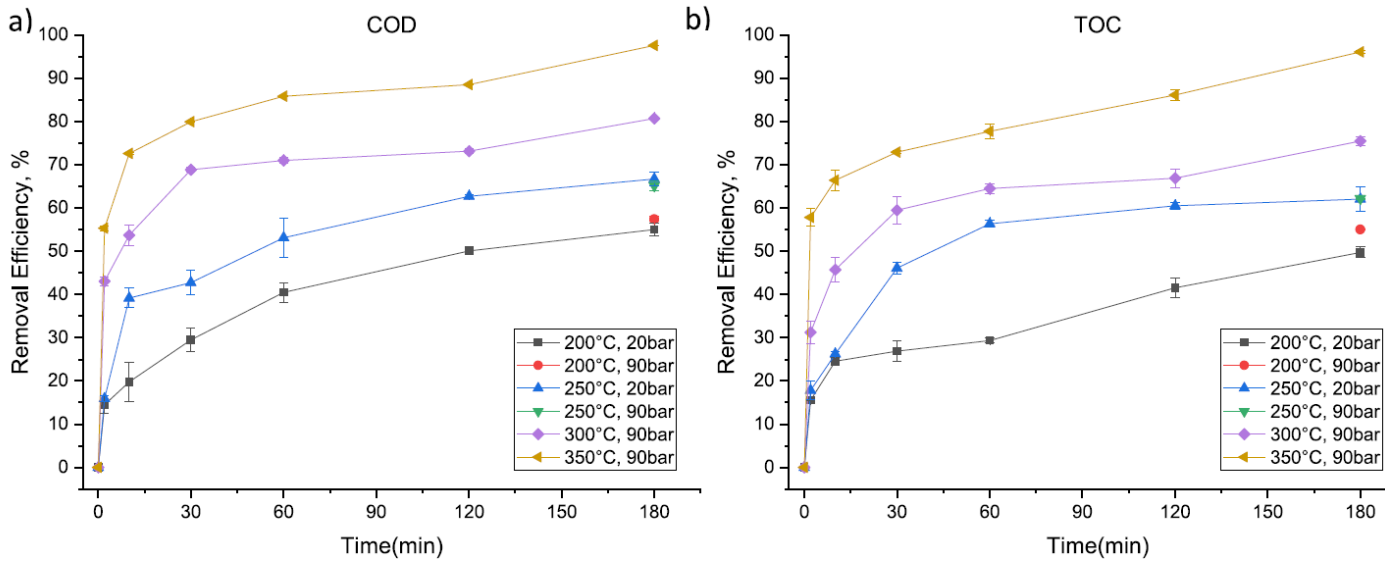 a)
COD
Removal Efficiency, %
100
90
80
70
60
50
40
30
20
10
0
0 30 60 90 120 150 180
Time(min)
200°C, 20bar
200°C, 90bar
250°C, 20bar
250°C, 90bar
300°C, 90bar
350°C, 90bar
b)
TOC
Removal Efficiency, %
100
90
80
70
60
50
40
30
20
10
0
0 30 60 90 120 150 180
Time(min)
200°C, 20bar
200°C, 90bar
250°C, 20bar
250°C, 90bar
300°C, 90bar
350°C, 90bar